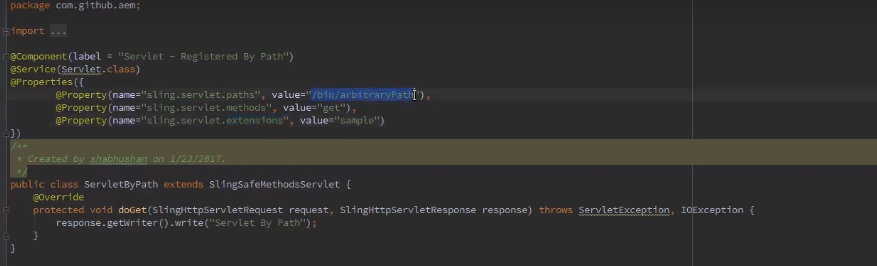 package com.github.aem;
import ...
@Component(label = "Servlet - Registered By Path")
@Service(Servlet.class)
@Properties({
@Property(name="sling.servlet.paths", value="/bin/arbitraryPath"),
@Property(name="sling.servlet.methods", value="get"),
@Property(name="sling.servlet.extensions", value="sample")
})
/**
* Created by shabhushan on 1/23/2017.
*/
public class ServletByPath extends SlingSafeMethodsServlet {
@Override
protected void doGet(SlingHttpServletRequest request, SlingHttpServletResponse response) throws ServletException, IOException {
response.getWriter().write("Servlet By Path");
}
}